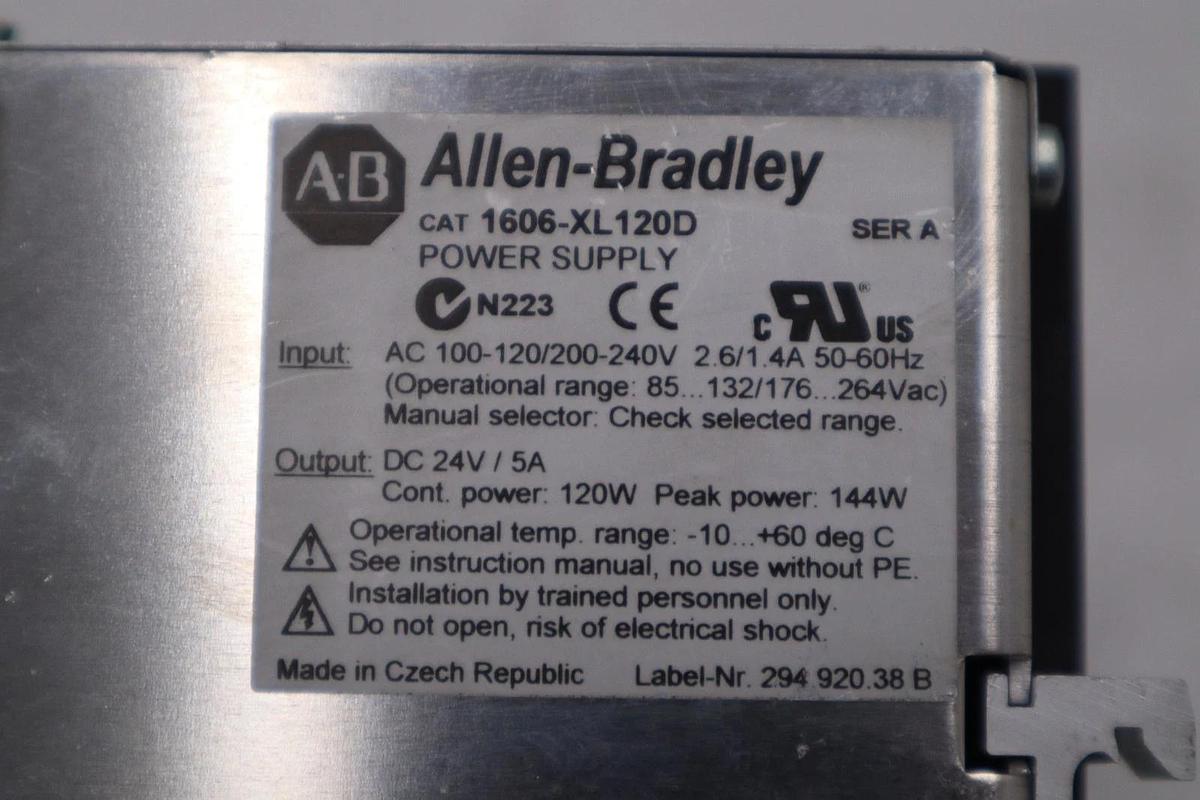 A-B Allen-Bradley
CAT 1606-XL120D SER A
POWER SUPPLY
N223 CE C RU ® US
Input: AC 100-120/200-240V 2.6/1.4A 50-60Hz
(Operational range: 85...132/176...264Vac)
Manual selector: Check selected range.
Output: DC 24V / 5A
Cont. power: 120W Peak power: 144W
Operational temp. range: -10...+60 deg C
See instruction manual, no use without PE.
Installation by trained personnel only.
Do not open, risk of electrical shock.
Made in Czech Republic Label-Nr. 294 920.38 B